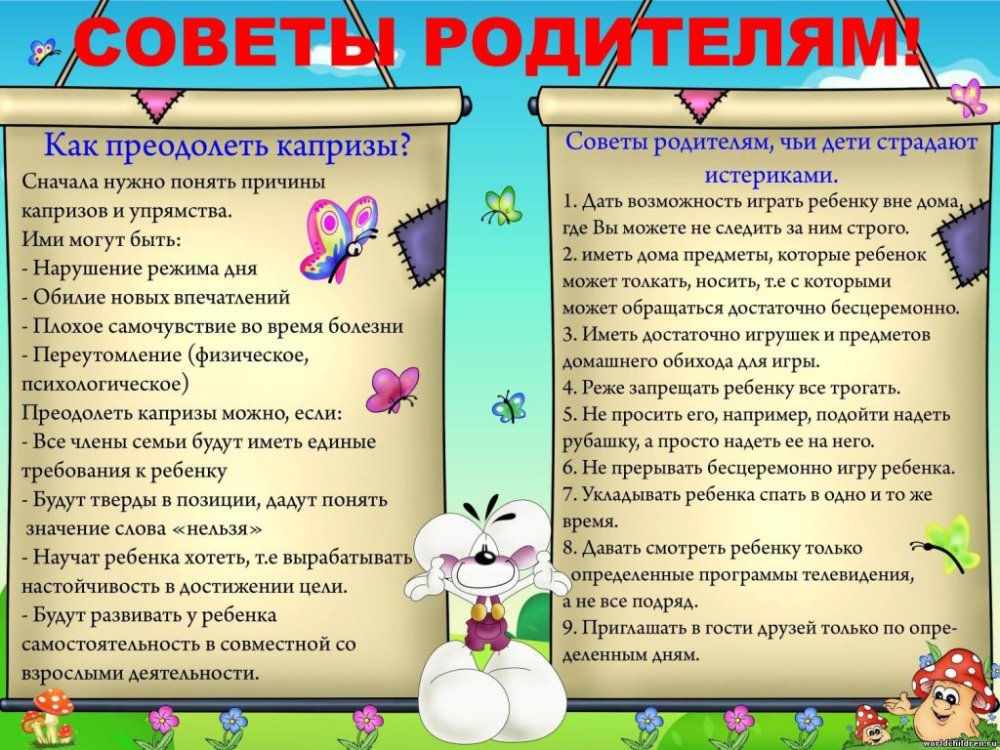 СОВЕТЫ РОДИТЕЛЯМ!
Как преодолеть капризы?
Сначала нужно понять причины
капризов и упрямства.
Ими могут быть:
- Нарушение режима дня
- Обилие новых впечатлений
- Плохое самочувствие во время болезни
- Переутомление (физическое,
психологическое)
Преодолеть капризы можно, если:
- Все члены семьи будут иметь единые
требования к ребенку
- Будут тверды в позиции, дадут понять
значение слова «нельзя»
- Научат ребенка хотеть, т.е вырабатывать
настойчивость в достижении цели.
- Будут развивать у ребенка
самостоятельность в совместной со
взрослыми деятельности.
Советы родителям, чьи дети страдают
истериками.
1. Дать возможность играть ребенку вне дома,
где Вы можете не следить за ним строго.
2. иметь дома предметы, которые ребенок
может толкать, носить, т.е с которыми
может обращаться достаточно бесцеремонно.
3. Иметь достаточно игрушек и предметов
домашнего обихода для игры.
4. Реже запрещать ребенку все трогать.
5. Не просить его, например, подойти надеть
рубашку, а просто надеть ее на него.
6. Не прерывать бесцеремонно игру ребенка.
7. Укладывать ребенка спать в одно и то же
время.
8. Давать смотреть ребенку только
определенные программы телевидения,
а не все подряд.
9. Приглашать в гости друзей только по опре-
деленным дням.
worldchildren.ru